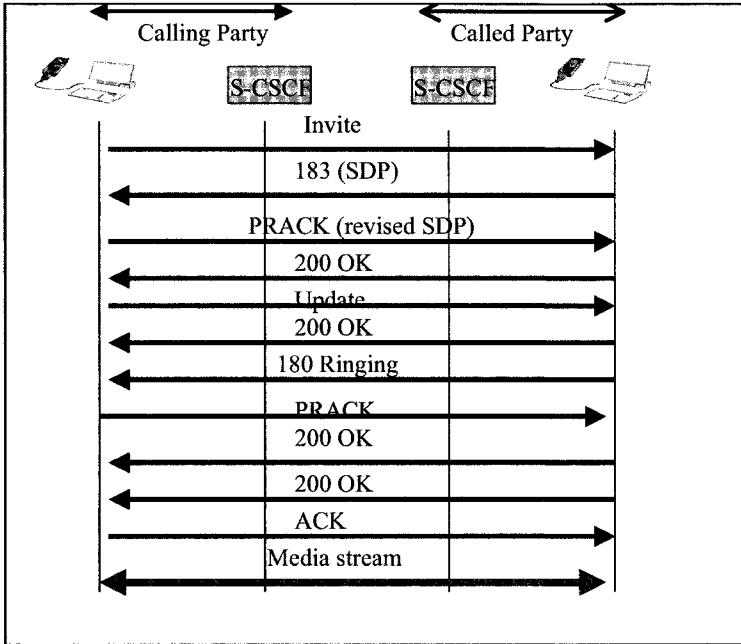 Calling Party
Called Party
S-CSCF
S-CSCF
Invite
183 (SDP)
PRACK (revised SDP)
200 OK
Update
200 OK
180 Ringing
PRACK
200 OK
200 OK
ACK
Media stream